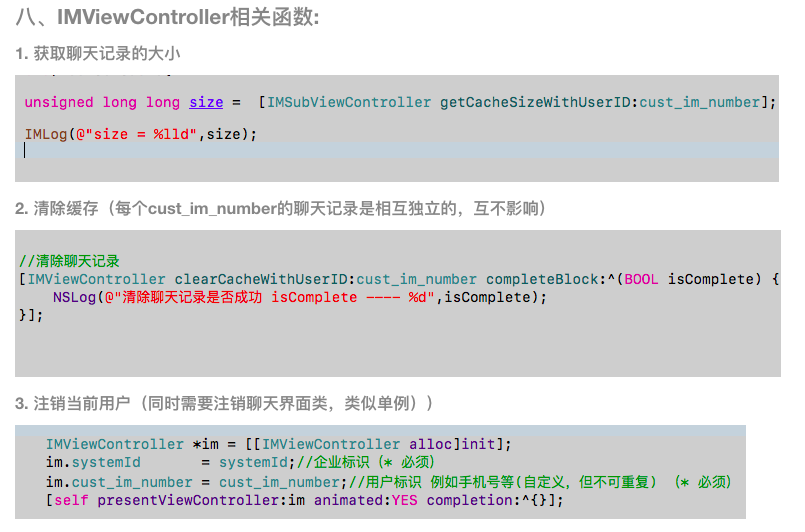 八、IMViewController相关函数:
1. 获取聊天记录的大小
unsigned long long size =  [IMSubViewController getCacheSizeWithUserID:cust_im_number];
IMLog(@"size = %lld",size);
2. 清除缓存（每个cust_im_number的聊天记录是相互独立的，互不影响）
//清除聊天记录
[IMViewController clearCacheWithUserID:cust_im_number completeBlock:^(BOOL isComplete) {
    NSLog(@"清除聊天记录是否成功 isComplete ---- %d",isComplete);
}];
3. 注销当前用户（同时需要注销聊天界面类，类似单例））
IMViewController *im = [[IMViewController alloc]init];
im.systemId       = systemId;//企业标识（* 必须）
im.cust_im_number = cust_im_number;//用户标识 例如手机号等(自定义，但不可重复) （* 必须）
[self presentViewController:im animated:YES completion:^{}];